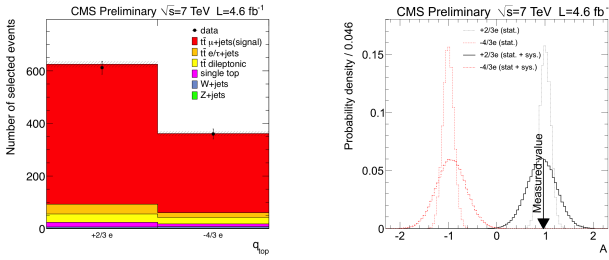 CMS Preliminary √s=7 TeV L=4.6 fb⁻¹
Number of selected events
600
400
200
0
data
tt̄ μ+jets(signal)
tt̄ e/τ+jets
tt̄ dileptonic
single top
W+jets
Z+jets
+2/3 e
-4/3 e
q_top
CMS Preliminary √s=7 TeV L=4.6 fb⁻¹
Probability density / 0.046
0.15
0.1
0.05
0
+2/3e (stat.)
-4/3e (stat.)
+2/3e (stat + sys.)
-4/3e (stat + sys.)
Measured value
-2
-1
0
1
2
A